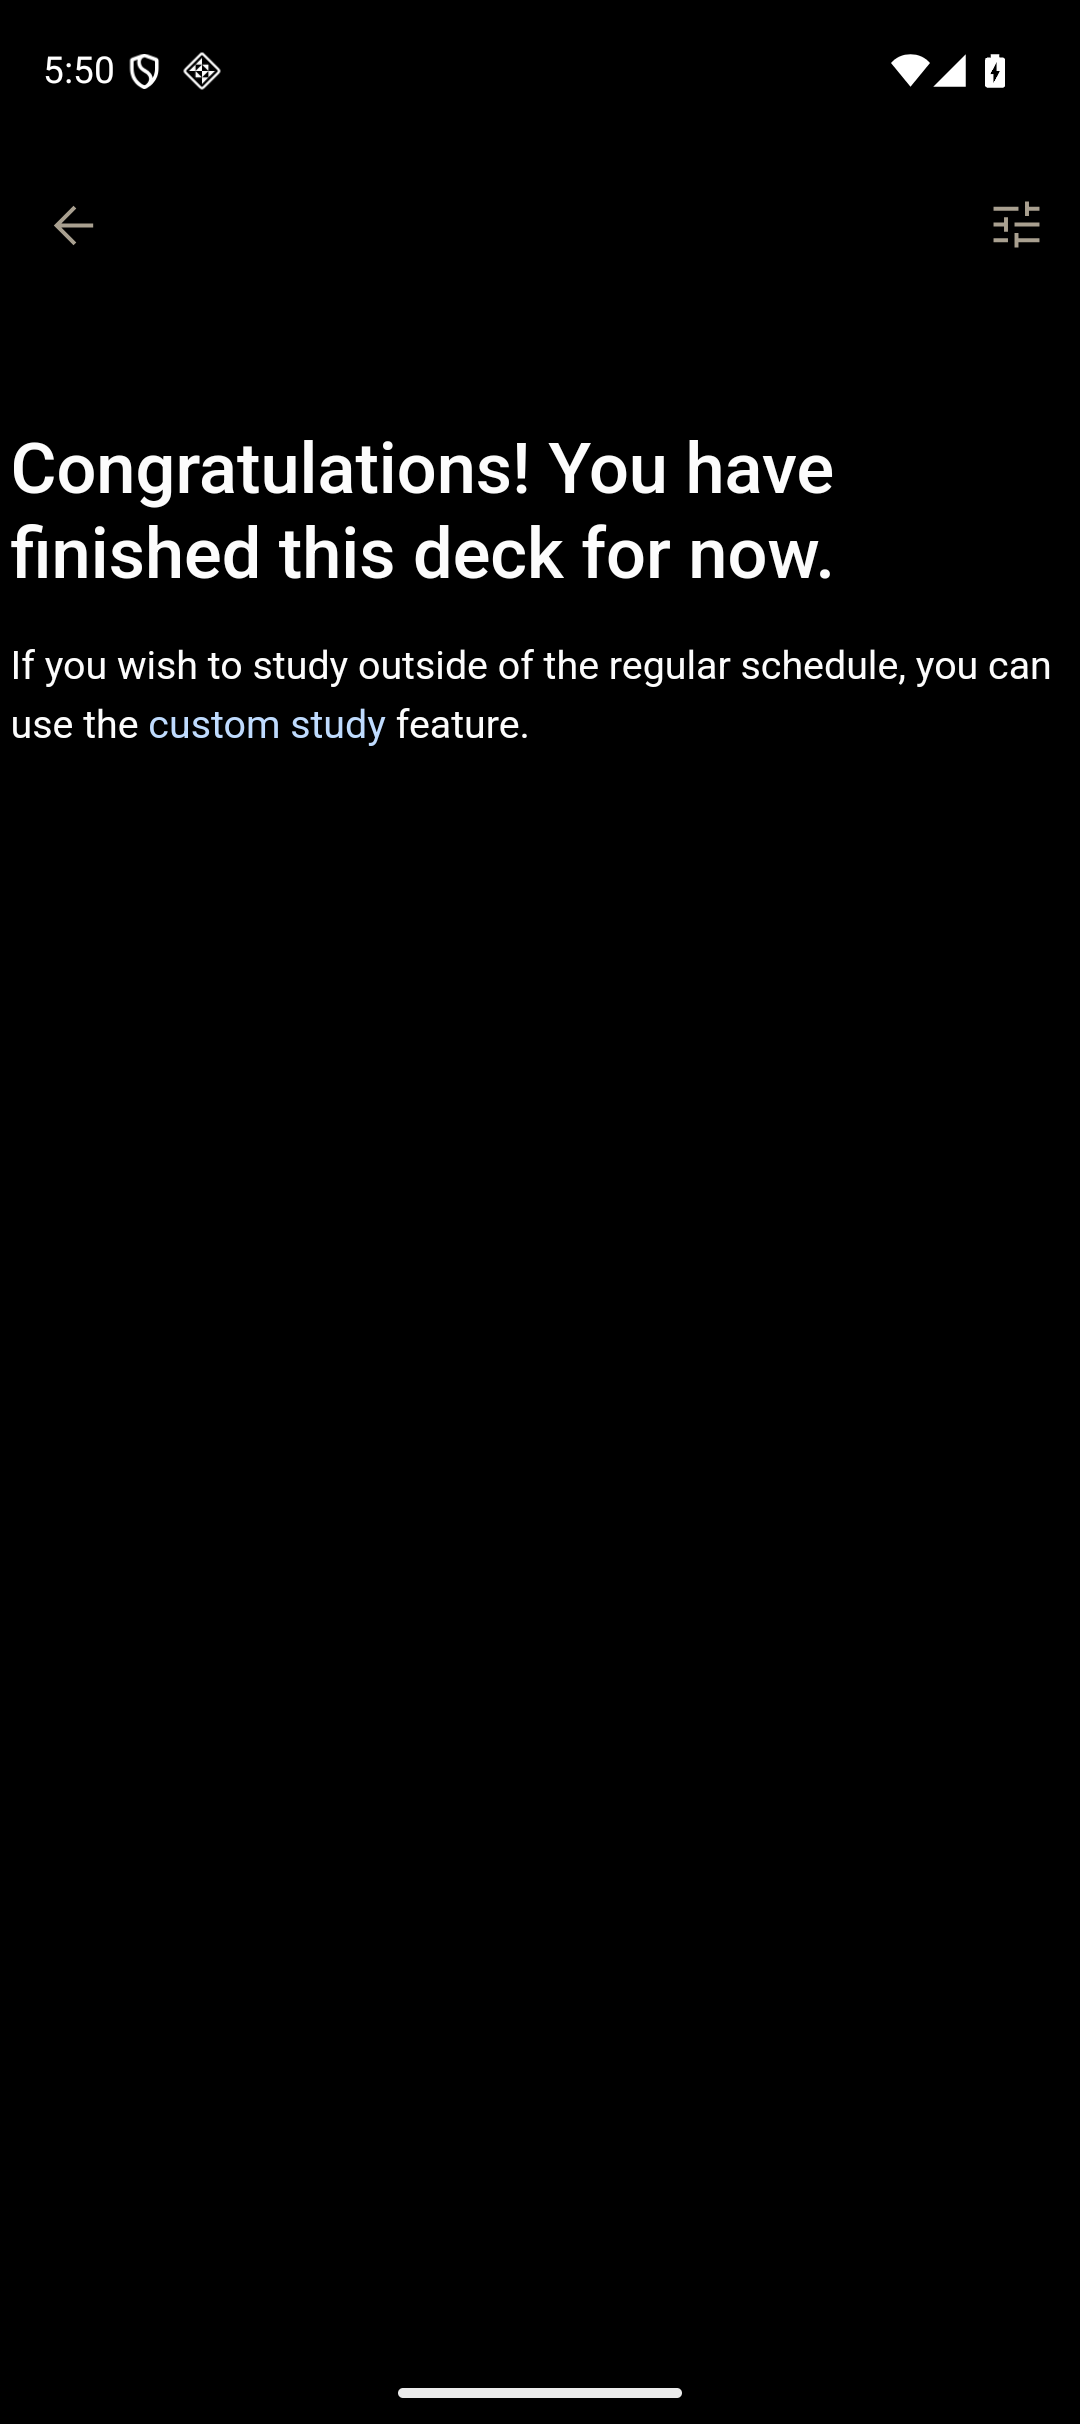 5:50
Congratulations! You have
finished this deck for now.
If you wish to study outside of the regular schedule, you can
use the custom study feature.